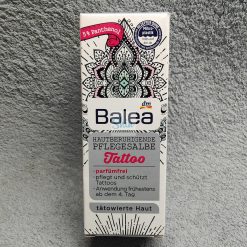 5% Panthenol
dm
Balea
HAUTBERUHIGENDE
PFLEGESALBE
Tattoo
• parfümfrei
• pflegt und schützt
Tattoos
• Anwendung frühestens
ab dem 4. Tag
tätowierte Haut